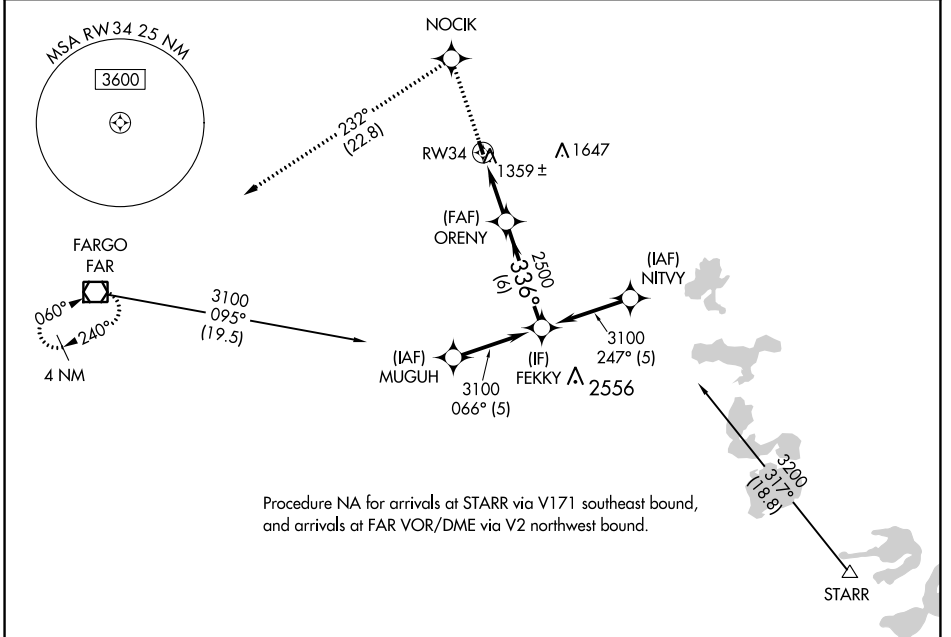 MSA RW34 25 NM
3600
NOCIK
232°
(22.8)
RW34
1359 ±
1647
(FAF)
ORENY
FARGO
FAR
060°
240°
4 NM
3100
095°
(19.5)
2500
336°
(6)
(IAF)
NITVY
3100
247° (5)
(IAF)
MUGUH
3100
066° (5)
(IF)
FEKKY
2556
3200
317°
(18.8)
STARR
Procedure NA for arrivals at STARR via V171 southeast bound,
and arrivals at FAR VOR/DME via V2 northwest bound.